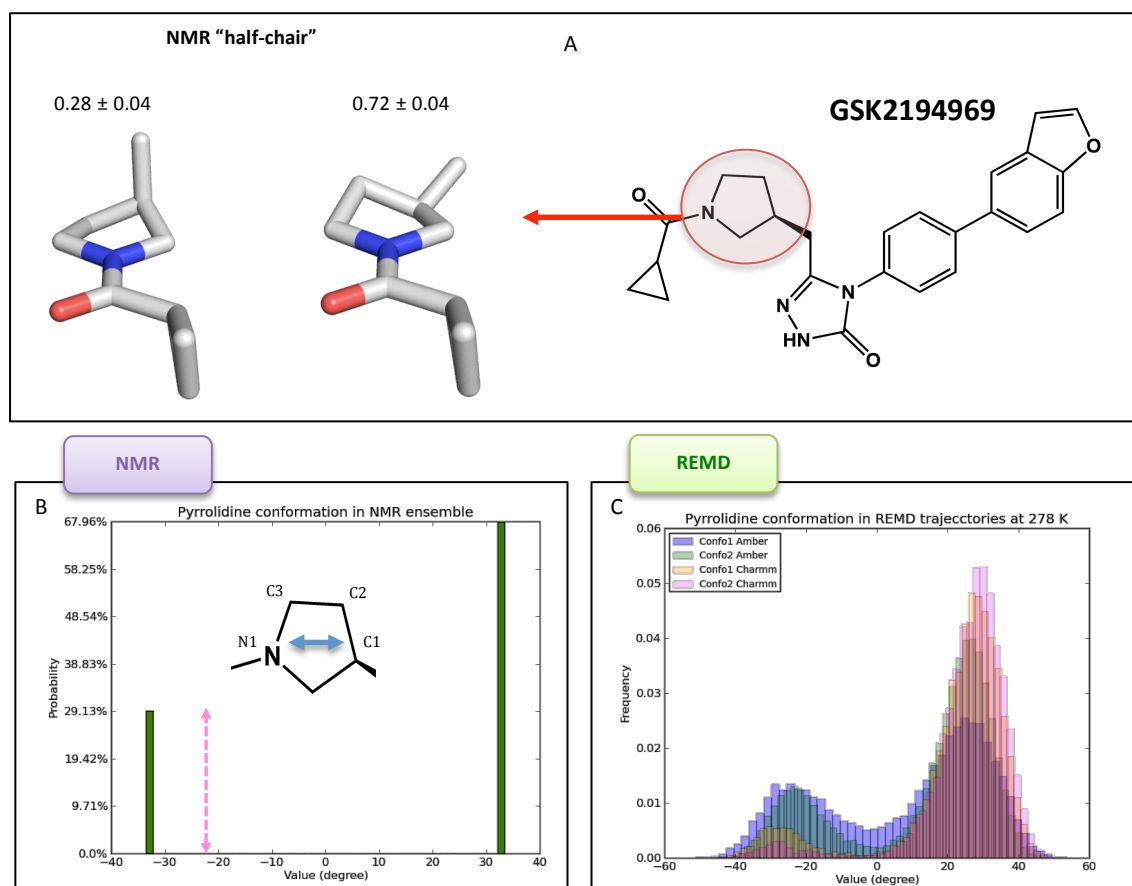 NMR “half-chair”
A
0.28 ± 0.04
0.72 ± 0.04
GSK2194969
O
N
O
N
N
HN
O
NMR
REMD
B
Pyrrolidine conformation in NMR ensemble
67.96%
58.25%
48.54%
38.83%
29.13%
19.42%
9.71%
0.0%
Probability
C3
C2
N1
C1
N
−40
−30
−20
−10
0
10
20
30
40
Value (degree)
C
Pyrrolidine conformation in REMD trajecctories at 278 K
Confo1 Amber
Confo2 Amber
Confo1 Charmm
Confo2 Charmm
0.06
0.05
0.04
0.03
0.02
0.01
0.00
Frequency
−60
−40
−20
0
20
40
60
Value (degree)